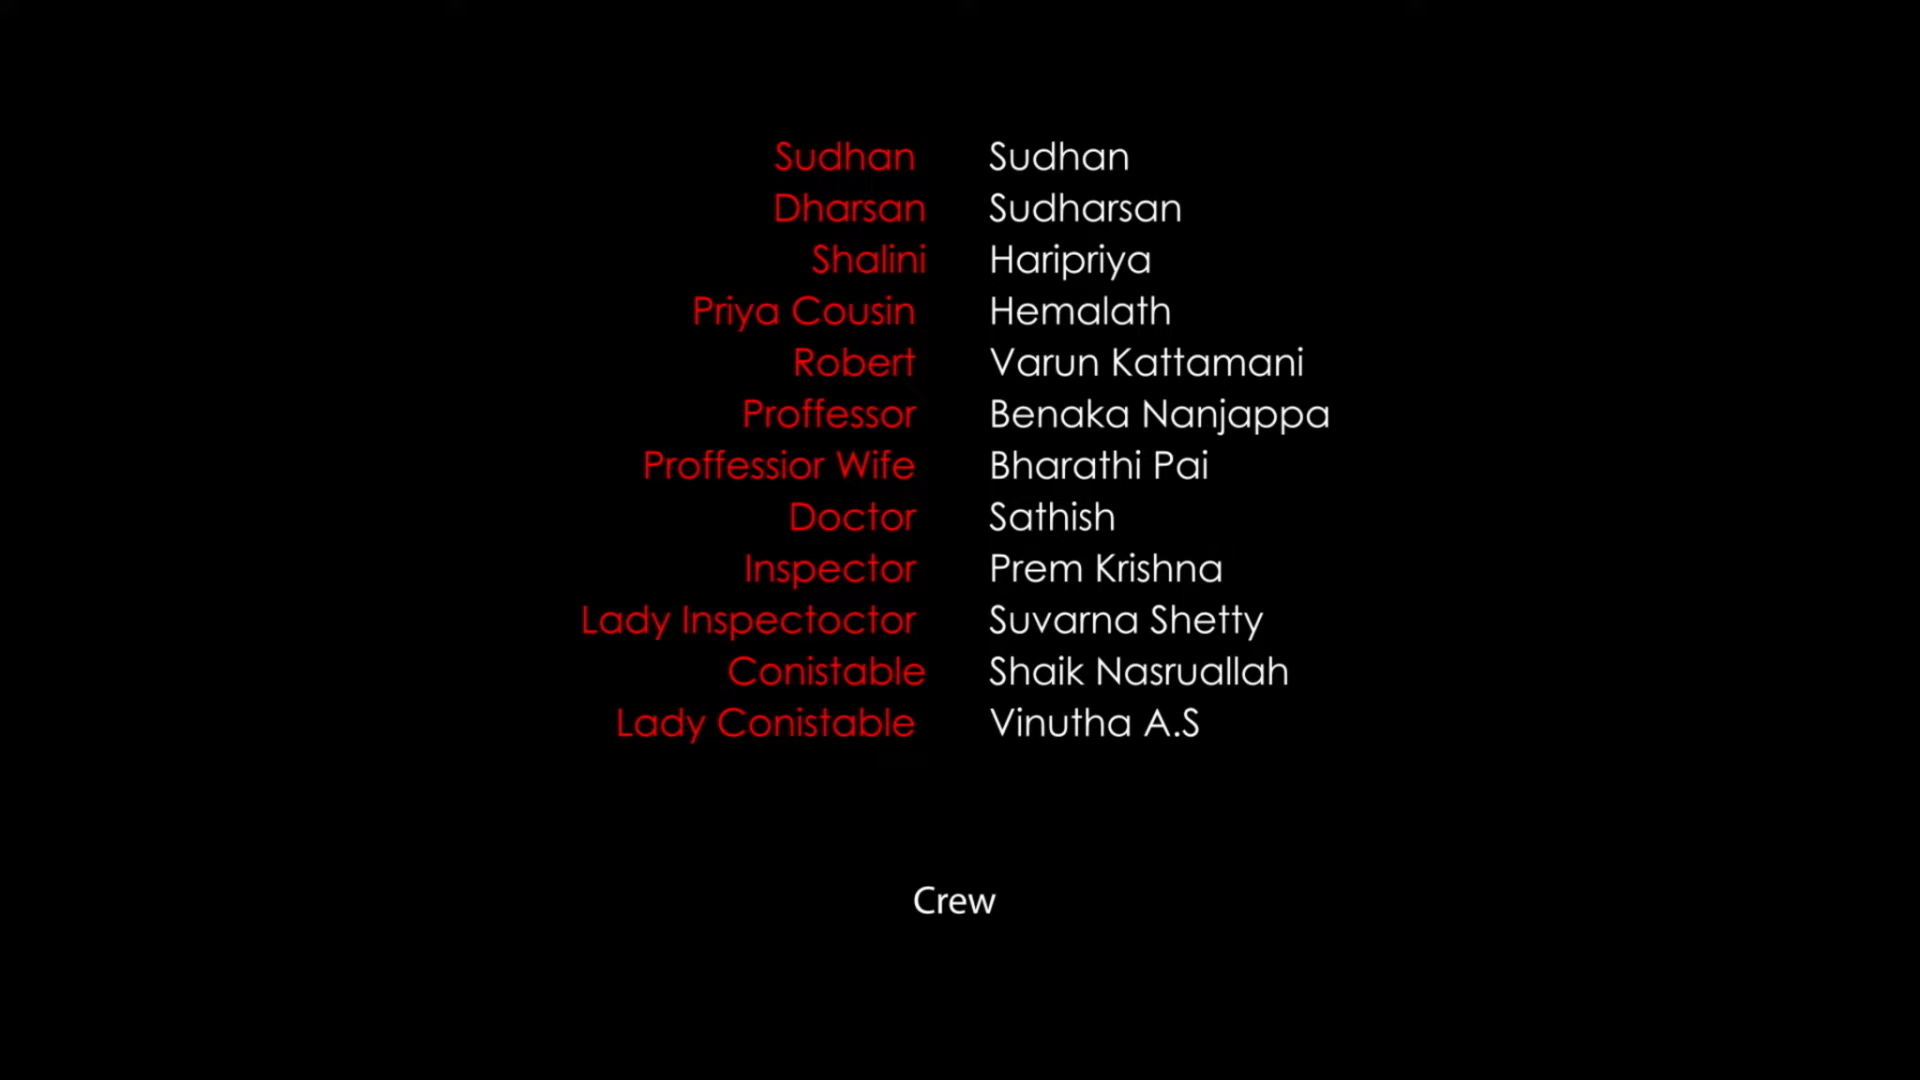 Sudhan Sudhan
Dharsan Sudharsan
Shalini Haripriya
Priya Cousin Hemalath
Robert Varun Kattamani
Proffessor Benaka Nanjappa
Proffessior Wife Bharathi Pai
Doctor Sathish
Inspector Prem Krishna
Lady Inspectoctor Suvarna Shetty
Conistable Shaik Nasruallah
Lady Conistable Vinutha A.S
Crew